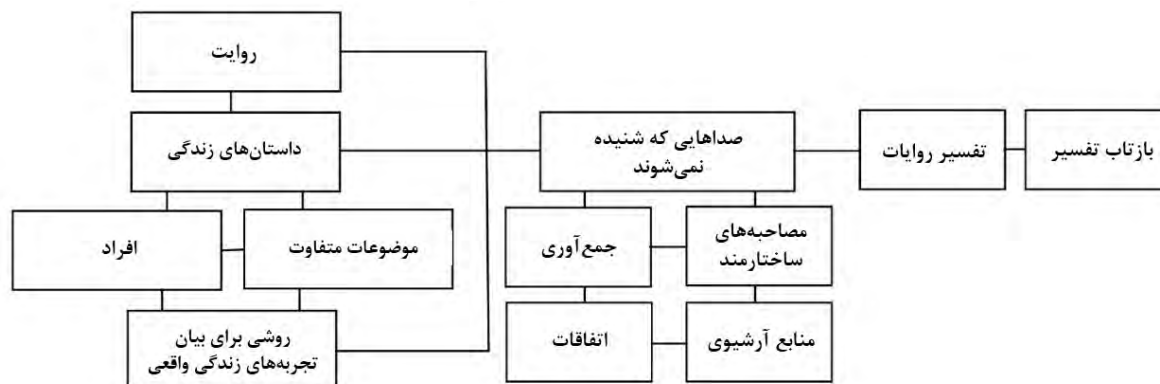 روایت
داستان‌های زندگی
افراد
موضوعات متفاوت
روشی برای بیان
تجربه‌های زندگی واقعی
صداهایی که شنیده
نمی‌شوند
جمع‌آوری
مصاحبه‌های
ساختارمند
اتفاقات
منابع آرشیوی
تفسیر روایات
بازتاب تفسیر